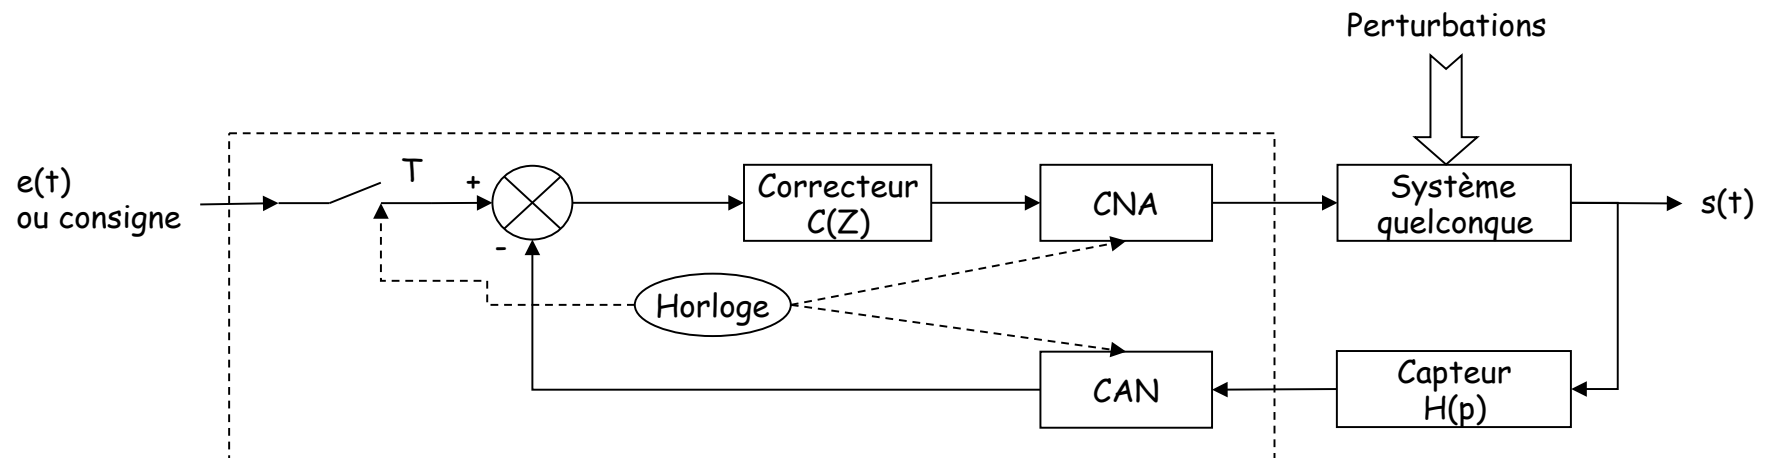 Perturbations
e(t)
ou consigne
T
+
-
Correcteur
C(Z)
CNA
Système
quelconque
s(t)
Horloge
CAN
Capteur
H(p)